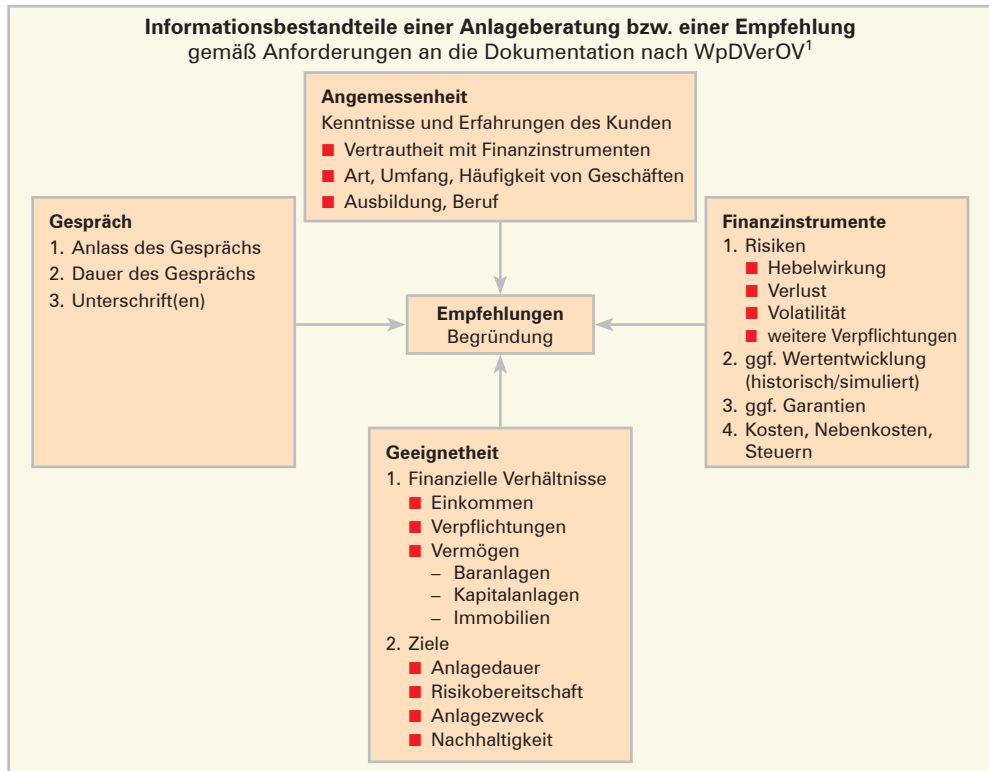 Informationsbestandteile einer Anlageberatung bzw. einer Empfehlung
gemäß Anforderungen an die Dokumentation nach WpDVerOV¹
Angemessenheit
Kenntnisse und Erfahrungen des Kunden
■ Vertrautheit mit Finanzinstrumenten
■ Art, Umfang, Häufigkeit von Geschäften
■ Ausbildung, Beruf
Gespräch
1. Anlass des Gesprächs
2. Dauer des Gesprächs
3. Unterschrift(en)
Empfehlungen
Begründung
Finanzinstrumente
1. Risiken
■ Hebelwirkung
■ Verlust
■ Volatilität
■ weitere Verpflichtungen
2. ggf. Wertentwicklung
(historisch/simuliert)
3. ggf. Garantien
4. Kosten, Nebenkosten,
Steuern
Geeignetheit
1. Finanzielle Verhältnisse
■ Einkommen
■ Verpflichtungen
■ Vermögen
– Baranlagen
– Kapitalanlagen
– Immobilien
2. Ziele
■ Anlagedauer
■ Risikobereitschaft
■ Anlagezweck
■ Nachhaltigkeit